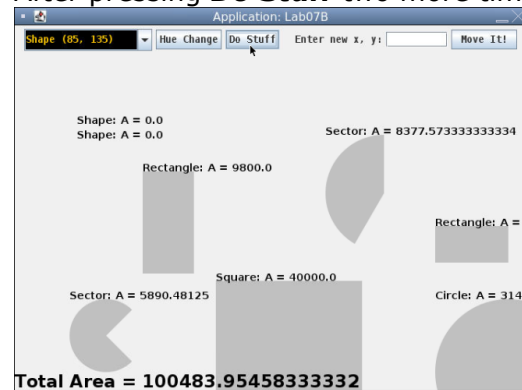 After pressing Do Stuff two more tim
Application: Lab07B
Shape (85, 135) Hue Change Do Stuff Enter new x, y: Move It!
Shape: A = 0.0
Shape: A = 0.0
Sector: A = 8377.573333333334
Rectangle: A = 9800.0
Rectangle: A =
Square: A = 40000.0
Sector: A = 5890.48125
Circle: A = 314
Total Area = 100483.95458333332